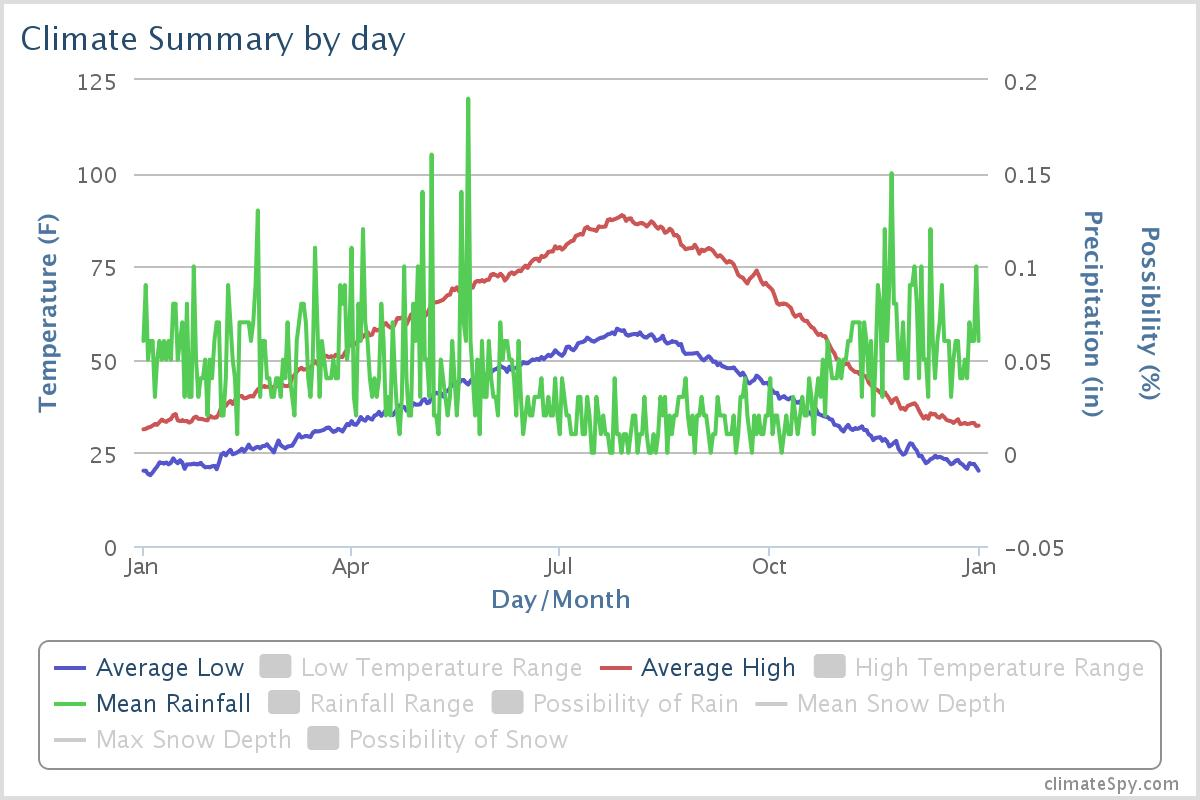 Climate Summary by day
125
100
75
50
25
0
0.2
0.15
0.1
0.05
0
−0.05
Temperature (F)
Precipitation (in)
Possibility (%)
Jan Apr Jul Oct Jan
Day/Month
Average Low Low Temperature Range Average High High Temperature Range
Mean Rainfall Rainfall Range Possibility of Rain Mean Snow Depth
Max Snow Depth Possibility of Snow
climateSpy.com